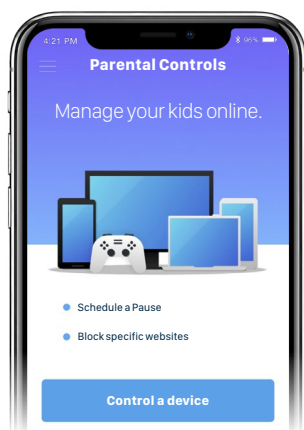 4:21 PM
96%
Parental Controls
Manage your kids online.
Schedule a Pause
Block specific websites
Control a device